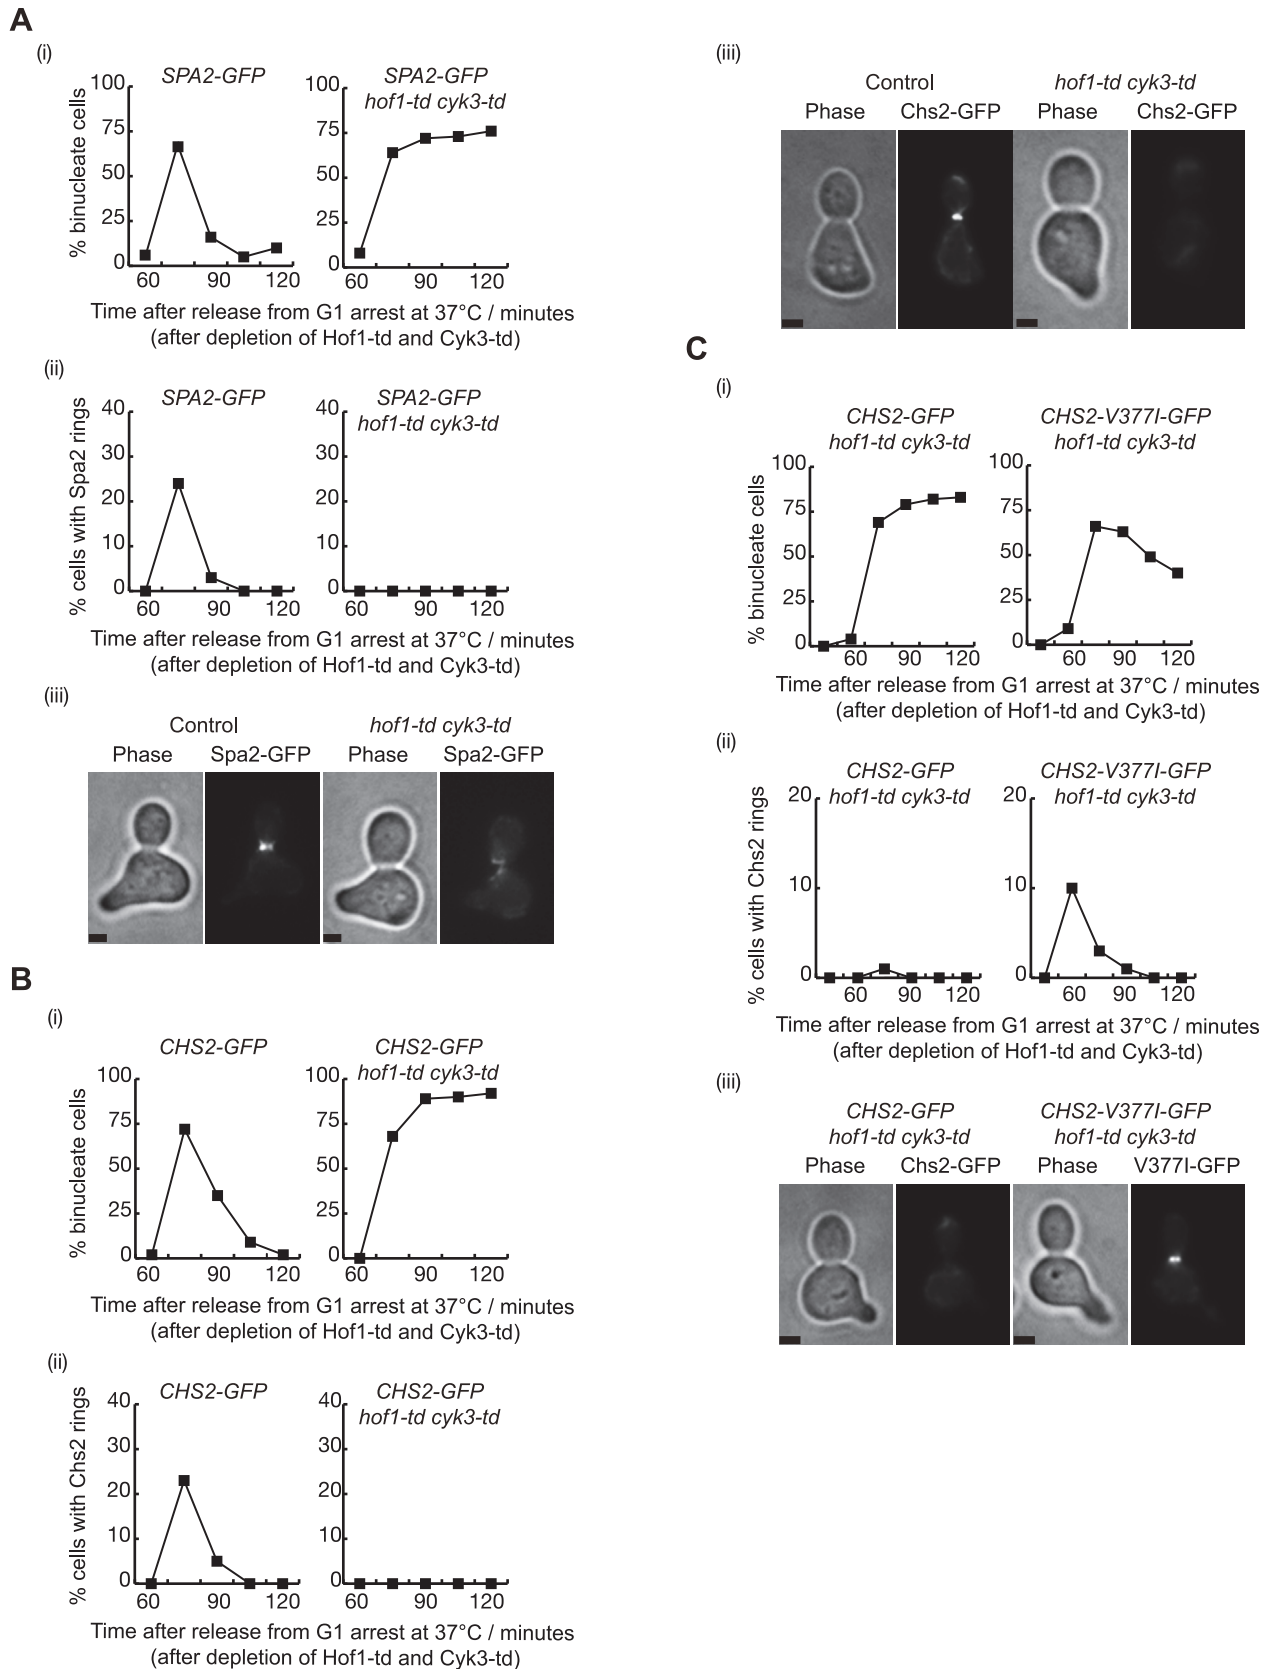 A
(i)
SPA2-GFP
SPA2-GFP
hof1-td cyk3-td
% binucleate cells
100
75
50
25
0
60 90 120
100
75
50
25
0
60 90 120
Time after release from G1 arrest at 37°C / minutes
(after depletion of Hof1-td and Cyk3-td)
(ii)
SPA2-GFP
SPA2-GFP
hof1-td cyk3-td
% cells with Spa2 rings
40
30
20
10
0
60 90 120
40
30
20
10
0
60 90 120
Time after release from G1 arrest at 37°C / minutes
(after depletion of Hof1-td and Cyk3-td)
(iii)
Control hof1-td cyk3-td
Phase Spa2-GFP Phase Spa2-GFP
B
(i)
CHS2-GFP
CHS2-GFP
hof1-td cyk3-td
% binucleate cells
100
75
50
25
0
60 90 120
100
75
50
25
0
60 90 120
Time after release from G1 arrest at 37°C / minutes
(after depletion of Hof1-td and Cyk3-td)
(ii)
CHS2-GFP
CHS2-GFP
hof1-td cyk3-td
% cells with Chs2 rings
40
30
20
10
0
60 90 120
40
30
20
10
0
60 90 120
Time after release from G1 arrest at 37°C / minutes
(after depletion of Hof1-td and Cyk3-td)
(iii)
Control hof1-td cyk3-td
Phase Chs2-GFP Phase Chs2-GFP
C
(i)
CHS2-GFP
hof1-td cyk3-td
CHS2-V377I-GFP
hof1-td cyk3-td
% binucleate cells
100
75
50
25
0
60 90 120
100
75
50
25
0
60 90 120
Time after release from G1 arrest at 37°C / minutes
(after depletion of Hof1-td and Cyk3-td)
(ii)
CHS2-GFP
hof1-td cyk3-td
CHS2-V377I-GFP
hof1-td cyk3-td
% cells with Chs2 rings
20
10
0
60 90 120
20
10
0
60 90 120
Time after release from G1 arrest at 37°C / minutes
(after depletion of Hof1-td and Cyk3-td)
(iii)
CHS2-GFP
hof1-td cyk3-td
CHS2-V377I-GFP
hof1-td cyk3-td
Phase Chs2-GFP Phase V377I-GFP